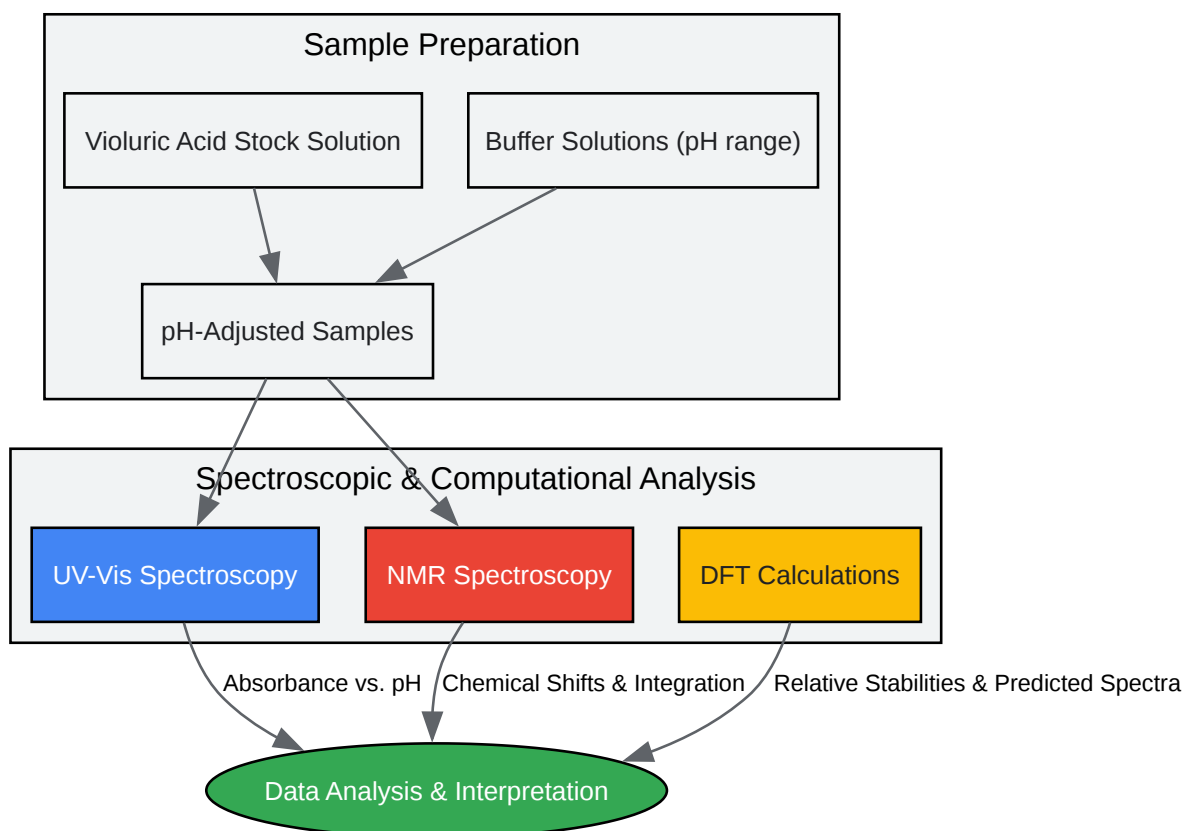 Sample Preparation
Violuric Acid Stock Solution
Buffer Solutions (pH range)
pH-Adjusted Samples
Spectroscopic & Computational Analysis
UV-Vis Spectroscopy
NMR Spectroscopy
DFT Calculations
Absorbance vs. pH
Chemical Shifts & Integration
Relative Stabilities & Predicted Spectra
Data Analysis & Interpretation